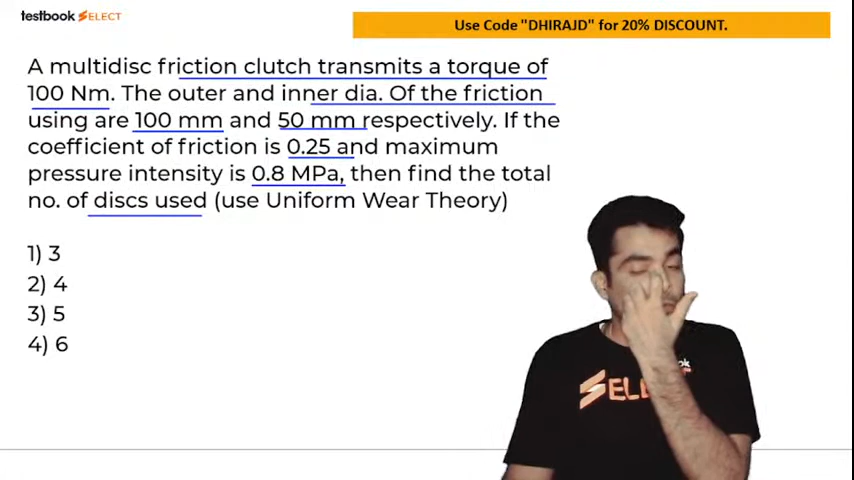 testbook SELECT
Use Code "DHIRAJD" for 20% DISCOUNT.
A multidisc friction clutch transmits a torque of
100 Nm. The outer and inner dia. Of the friction
using are 100 mm and 50 mm respectively. If the
coefficient of friction is 0.25 and maximum
pressure intensity is 0.8 MPa, then find the total
no. of discs used (use Uniform Wear Theory)
1) 3
2) 4
3) 5
4) 6